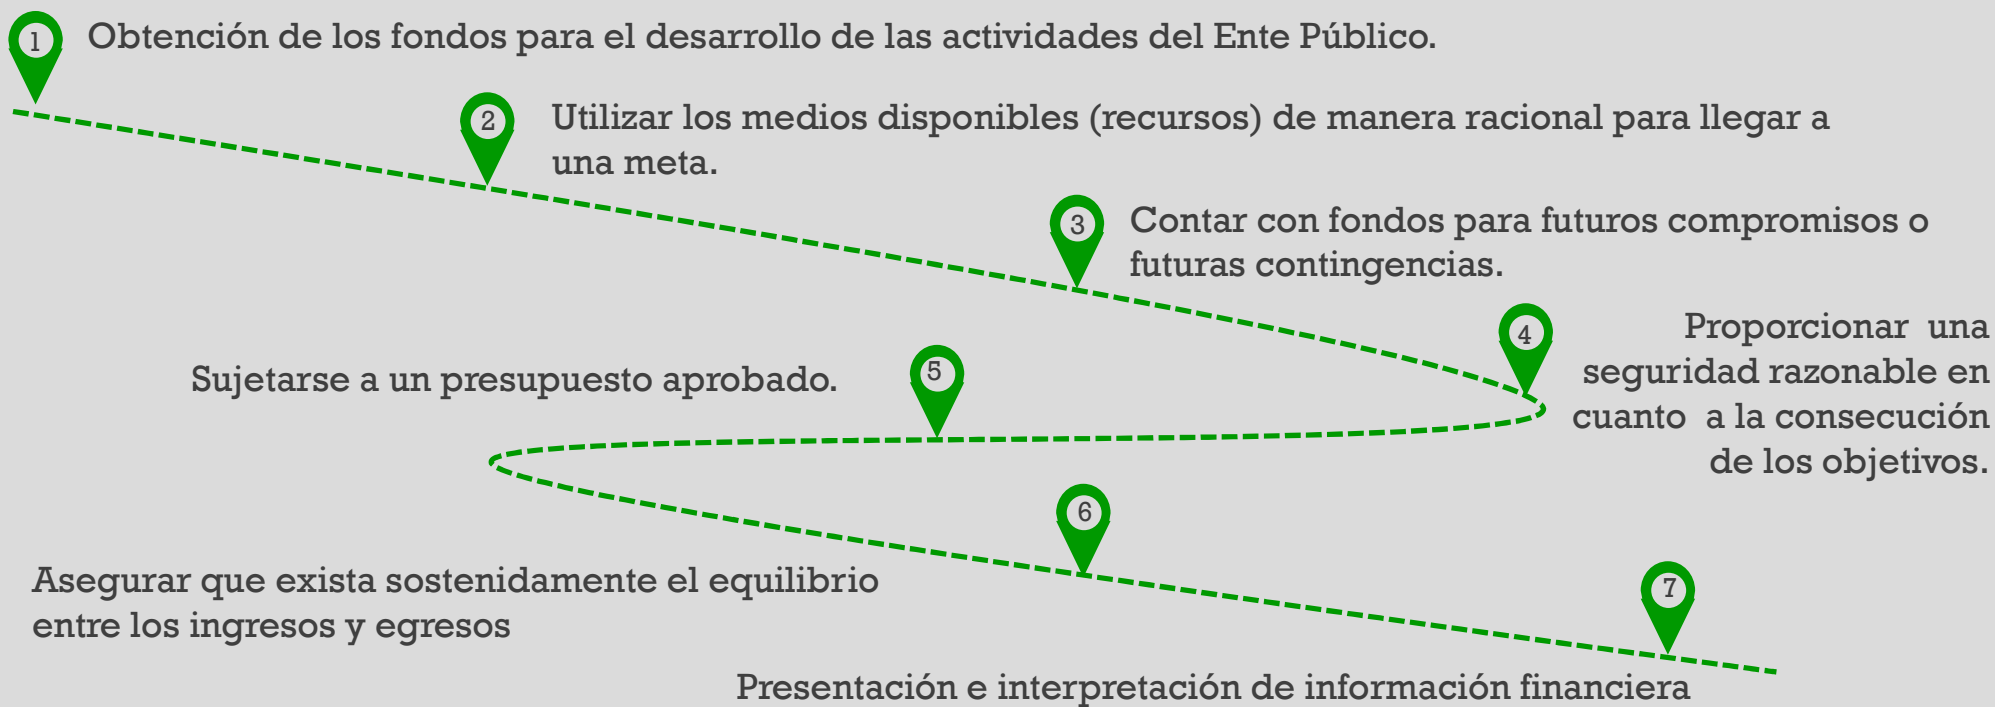 1
Obtención de los fondos para el desarrollo de las actividades del Ente Público.
2
Utilizar los medios disponibles (recursos) de manera racional para llegar a
una meta.
3
Contar con fondos para futuros compromisos o
futuras contingencias.
4
Proporcionar una
seguridad razonable en
cuanto a la consecución
de los objetivos.
5
Sujetarse a un presupuesto aprobado.
6
Asegurar que exista sostenidamente el equilibrio
entre los ingresos y egresos
7
Presentación e interpretación de información financiera